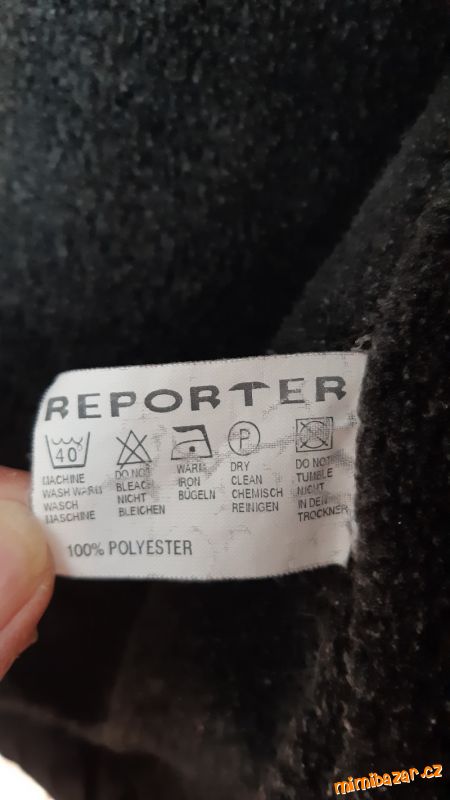 REPORTER
40
P
MACHINE
WASH WARM
WASCH
MASCHINE
DO NOT
BLEACH
NICHT
BLEICHEN
WARM
IRON
BÜGELN
DRY
CLEAN
CHEMISCH
REINIGEN
DO NOT
TUMBLE
NICHT
IN DEN
TROCKNER
100% POLYESTER
mimibazar.cz